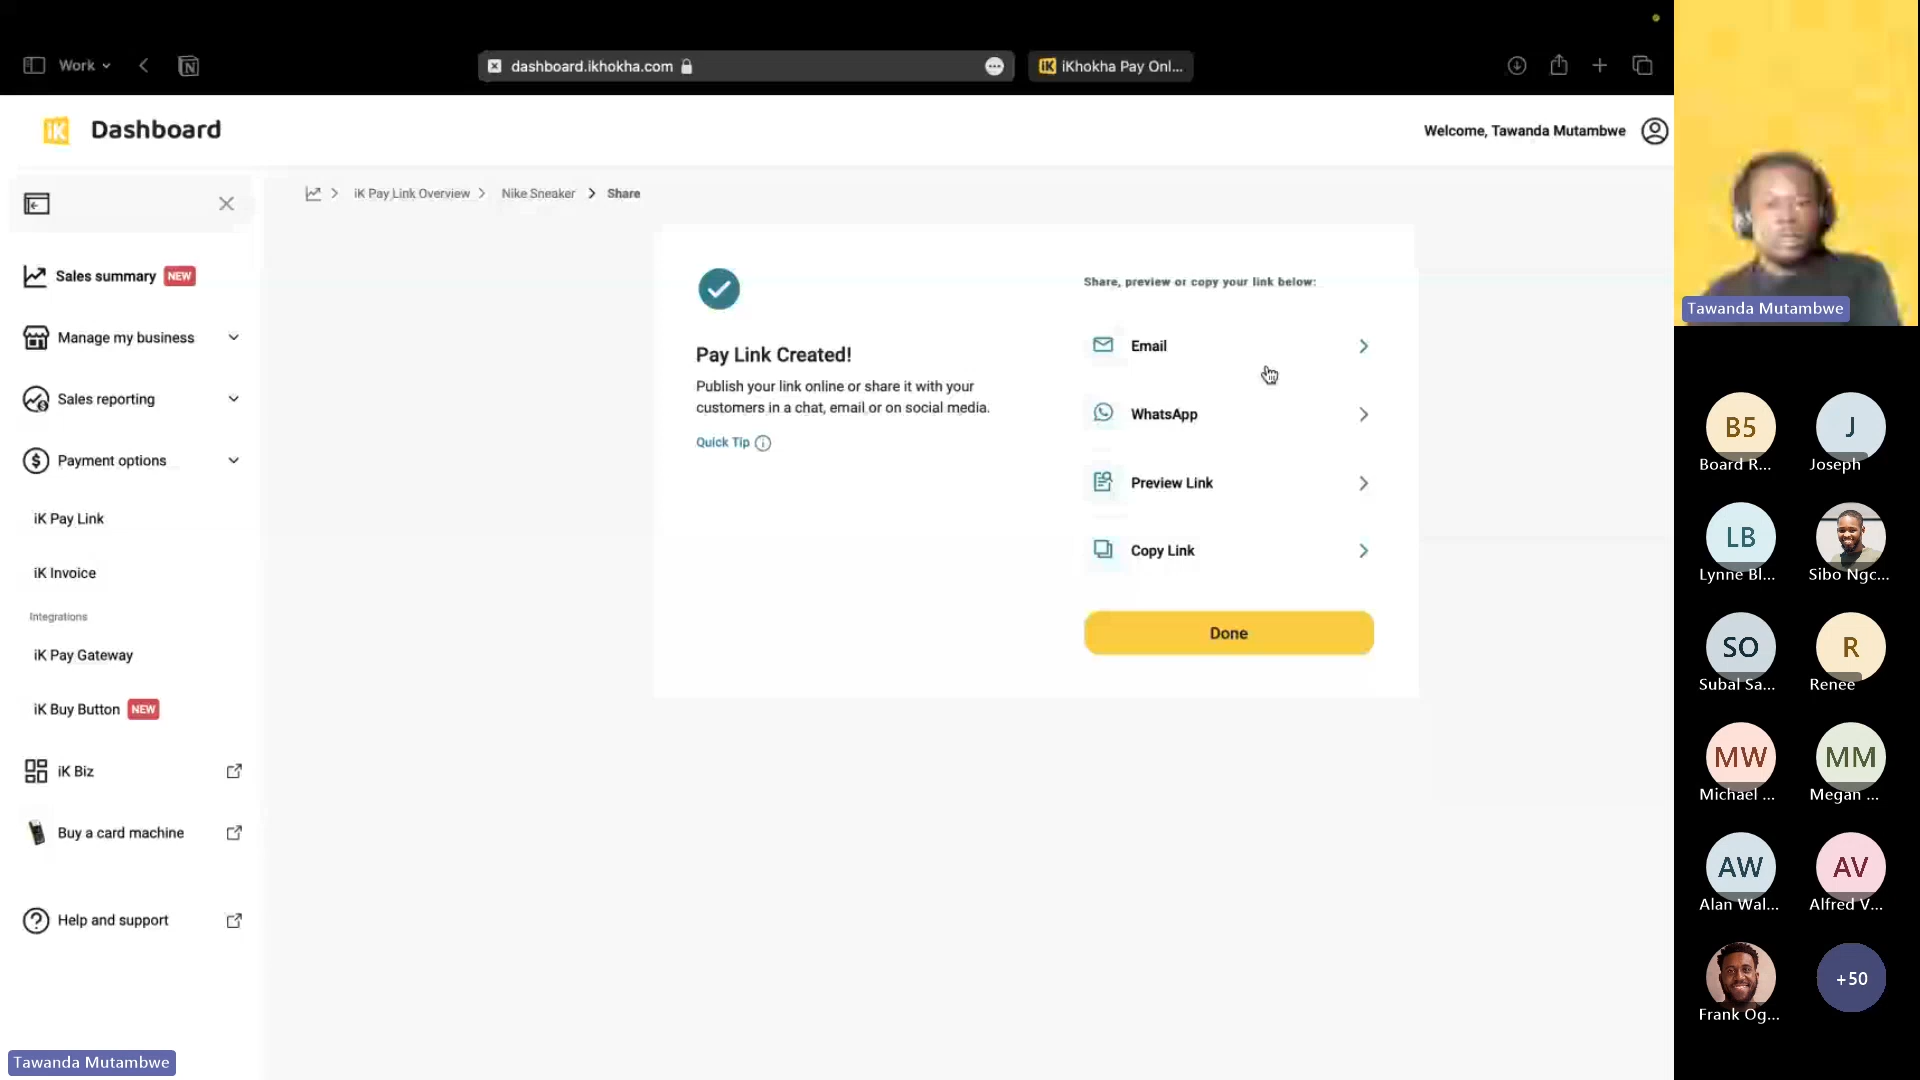 Work
dashboard.ikhokha.com
iK
iKhokha Pay Onl...
iK
Dashboard
Welcome, Tawanda Mutambwe
iK Pay Link Overview
Nike Sneaker
Share
Sales summary NEW
Manage my business
Sales reporting
Payment options
iK Pay Link
iK Invoice
Integrations
iK Pay Gateway
iK Buy Button NEW
iK Biz
Buy a card machine
Help and support
Pay Link Created!
Publish your link online or share it with your
customers in a chat, email or on social media.
Quick Tip
Share, preview or copy your link below:
Email
WhatsApp
Preview Link
Copy Link
Done
Tawanda Mutambwe
B5
Board R...
J
Joseph
LB
Lynne Bl...
Sibo Ngc...
SO
Subal Sa...
R
Renee
MW
Michael ...
MM
Megan ...
AW
Alan Wal...
AV
Alfred V...
Frank Og...
+50
Tawanda Mutambwe